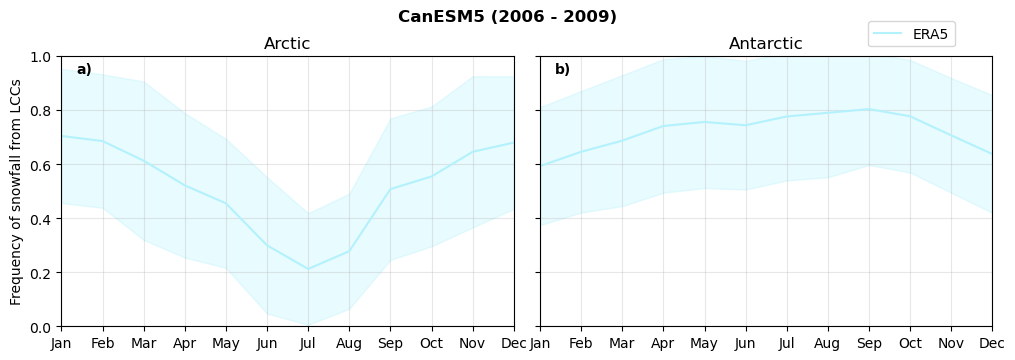 CanESM5 (2006 - 2009)
ERA5
Arctic
Antarctic
a)
b)
Frequency of snowfall from LCCs
1.0
0.8
0.6
0.4
0.2
0.0
Jan Feb Mar Apr May Jun Jul Aug Sep Oct Nov Dec
Jan Feb Mar Apr May Jun Jul Aug Sep Oct Nov Dec